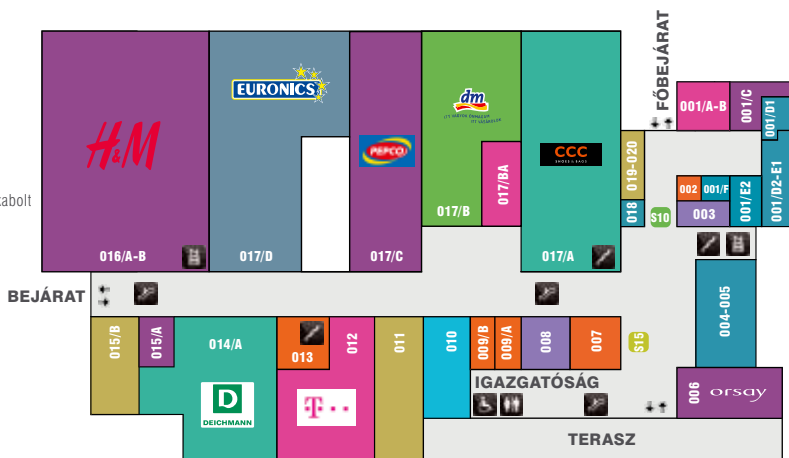 FŐBEJÁRAT
H&M
EURONICS
PEPCO
dm
CCC
SHOES & BAGS
001/A-B
001/C
001/D1
001/D2-E1
001/E2
001/F
002
003
019-020
018
S10
017/BA
017/B
017/A
017/C
017/D
016/A-B
abolt
BEJÁRAT
015/B
015/A
014/A
DEICHMANN
013
012
T
011
010
009/B
009/A
008
007
S15
004-005
006
orsay
IGAZGATÓSÁG
TERASZ